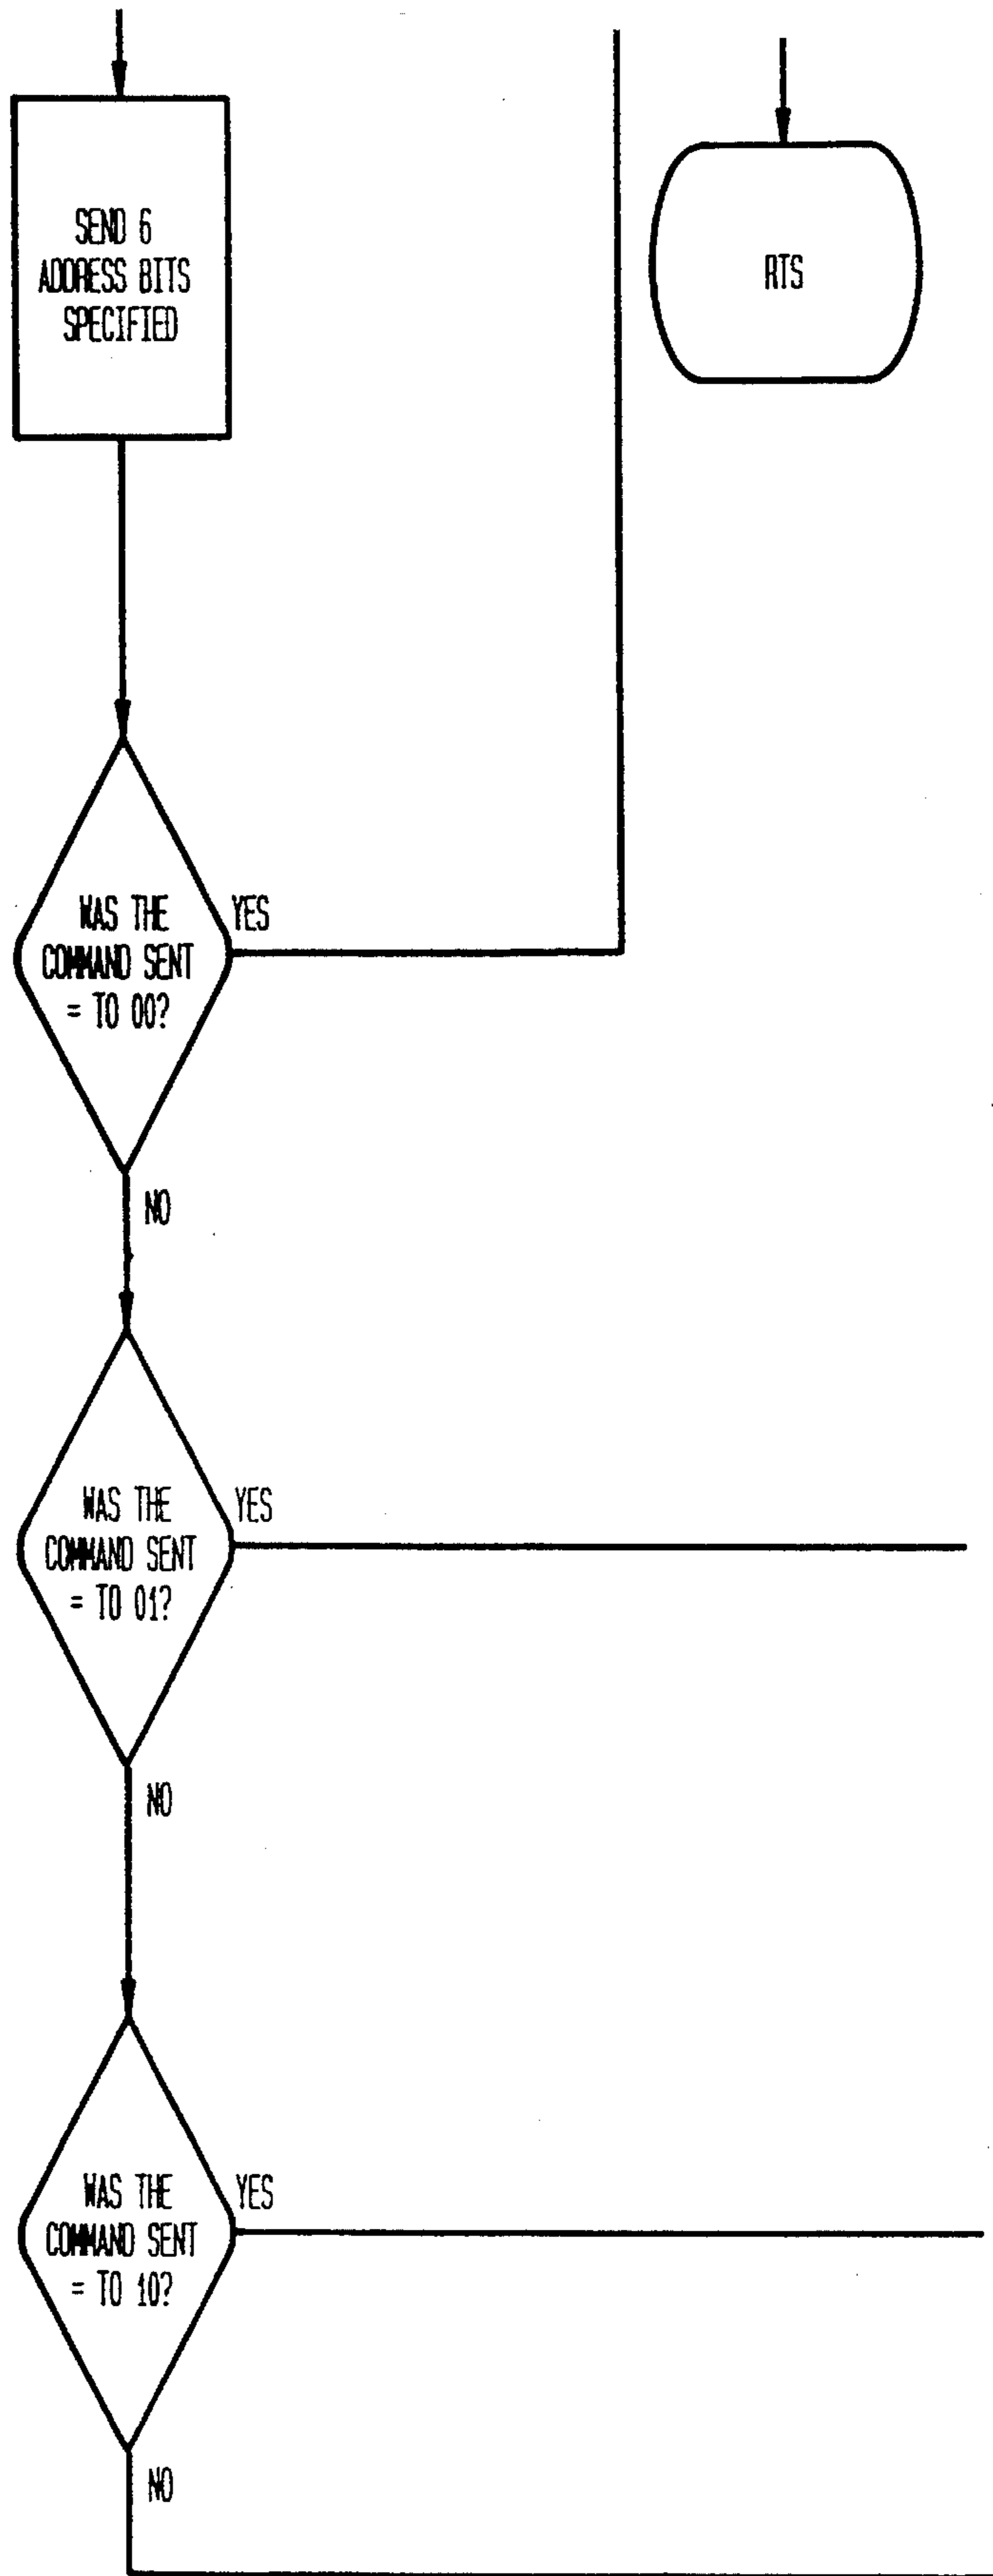 SEND 6
ADDRESS BITS
SPECIFIED
RTS
WAS THE
COMMAND SENT
= TO 00?
YES
NO
WAS THE
COMMAND SENT
= TO 01?
YES
NO
WAS THE
COMMAND SENT
= TO 10?
YES
NO